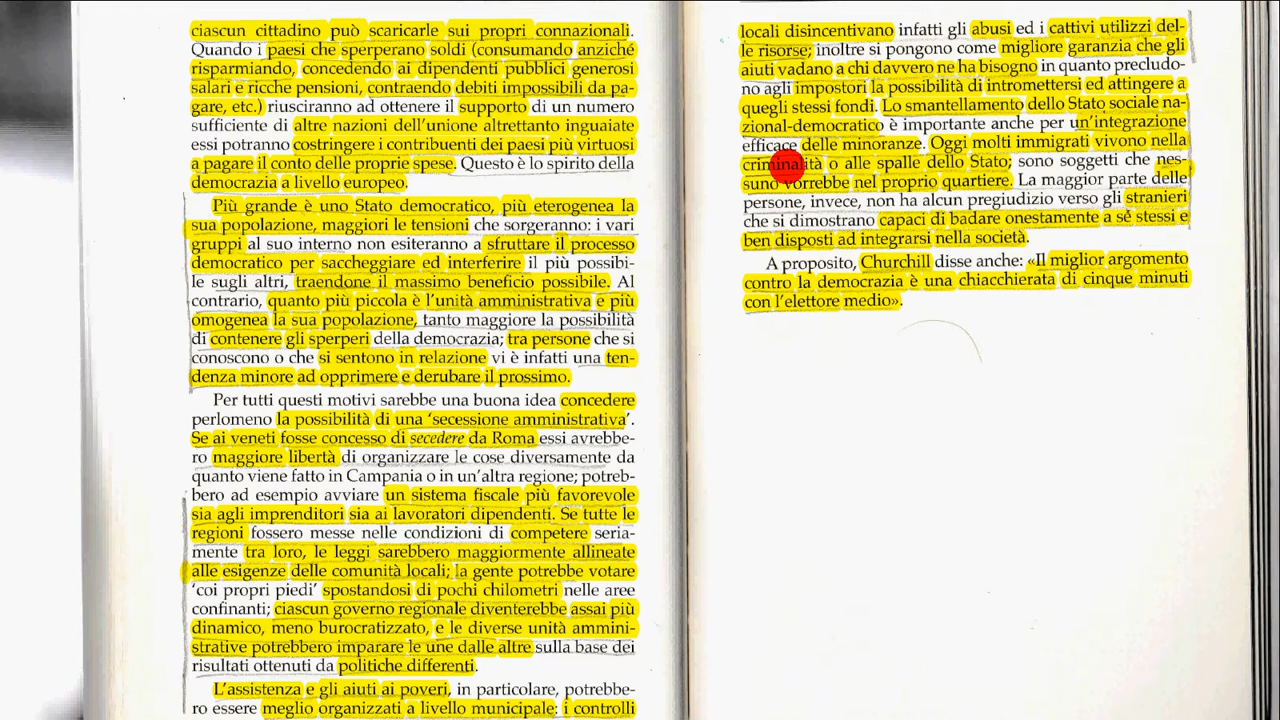 ciascun cittadino può scaricarle sui propri connazionali.
Quando i paesi che sperperano soldi (consumando anziché
risparmiando, concedendo ai dipendenti pubblici generosi
salari e ricche pensioni, contraendo debiti impossibili da pa-
gare, etc.) riusciranno ad ottenere il supporto di un numero
sufficiente di altre nazioni dell'unione altrettanto inguaiate
essi potranno costringere i contribuenti dei paesi più virtuosi
a pagare il conto delle proprie spese. Questo è lo spirito della
democrazia a livello europeo.
Più grande è uno Stato democratico, più eterogenea la
sua popolazione, maggiori le tensioni che sorgeranno: i vari
gruppi al suo interno non esiteranno a sfruttare il processo
democratico per saccheggiare ed interferire il più possibi-
le sugli altri, traendone il massimo beneficio possibile. Al
contrario, quanto più piccola è l'unità amministrativa e più
omogenea la sua popolazione, tanto maggiore la possibilità
di contenere gli sperperi della democrazia; tra persone che si
conoscono o che si sentono in relazione vi è infatti una ten-
denza minore ad opprimere e derubare il prossimo.
Per tutti questi motivi sarebbe una buona idea concedere
perlomeno la possibilità di una 'secessione amministrativa'.
Se ai veneti fosse concesso di secedere da Roma essi avrebbe-
ro maggiore libertà di organizzare le cose diversamente da
quanto viene fatto in Campania o in un'altra regione; potreb-
bero ad esempio avviare un sistema fiscale più favorevole
sia agli imprenditori sia ai lavoratori dipendenti. Se tutte le
regioni fossero messe nelle condizioni di competere seria-
mente tra loro, le leggi sarebbero maggiormente allineate
alle esigenze delle comunità locali; la gente potrebbe votare
'coi propri piedi' spostandosi di pochi chilometri nelle aree
confinanti; ciascun governo regionale diventerebbe assai più
dinamico, meno burocratizzato, e le diverse unità ammini-
strative potrebbero imparare le une dalle altre sulla base dei
risultati ottenuti da politiche differenti.
L'assistenza e gli aiuti ai poveri, in particolare, potrebbe-
ro essere meglio organizzati a livello municipale: i controlli
locali disincentivano infatti gli abusi ed i cattivi utilizzi del-
le risorse; inoltre si pongono come migliore garanzia che gli
aiuti vadano a chi davvero ne ha bisogno in quanto precludo-
no agli impostori la possibilità di intromettersi ed attingere a
quegli stessi fondi. Lo smantellamento dello Stato sociale na-
zional-democratico è importante anche per un'integrazione
efficace delle minoranze. Oggi molti immigrati vivono nella
criminalità o alle spalle dello Stato; sono soggetti che nes-
suno vorrebbe nel proprio quartiere. La maggior parte delle
persone, invece, non ha alcun pregiudizio verso gli stranieri
che si dimostrano capaci di badare onestamente a sé stessi e
ben disposti ad integrarsi nella società.
A proposito, Churchill disse anche: «Il miglior argomento
contro la democrazia è una chiacchierata di cinque minuti
con l'elettore medio».